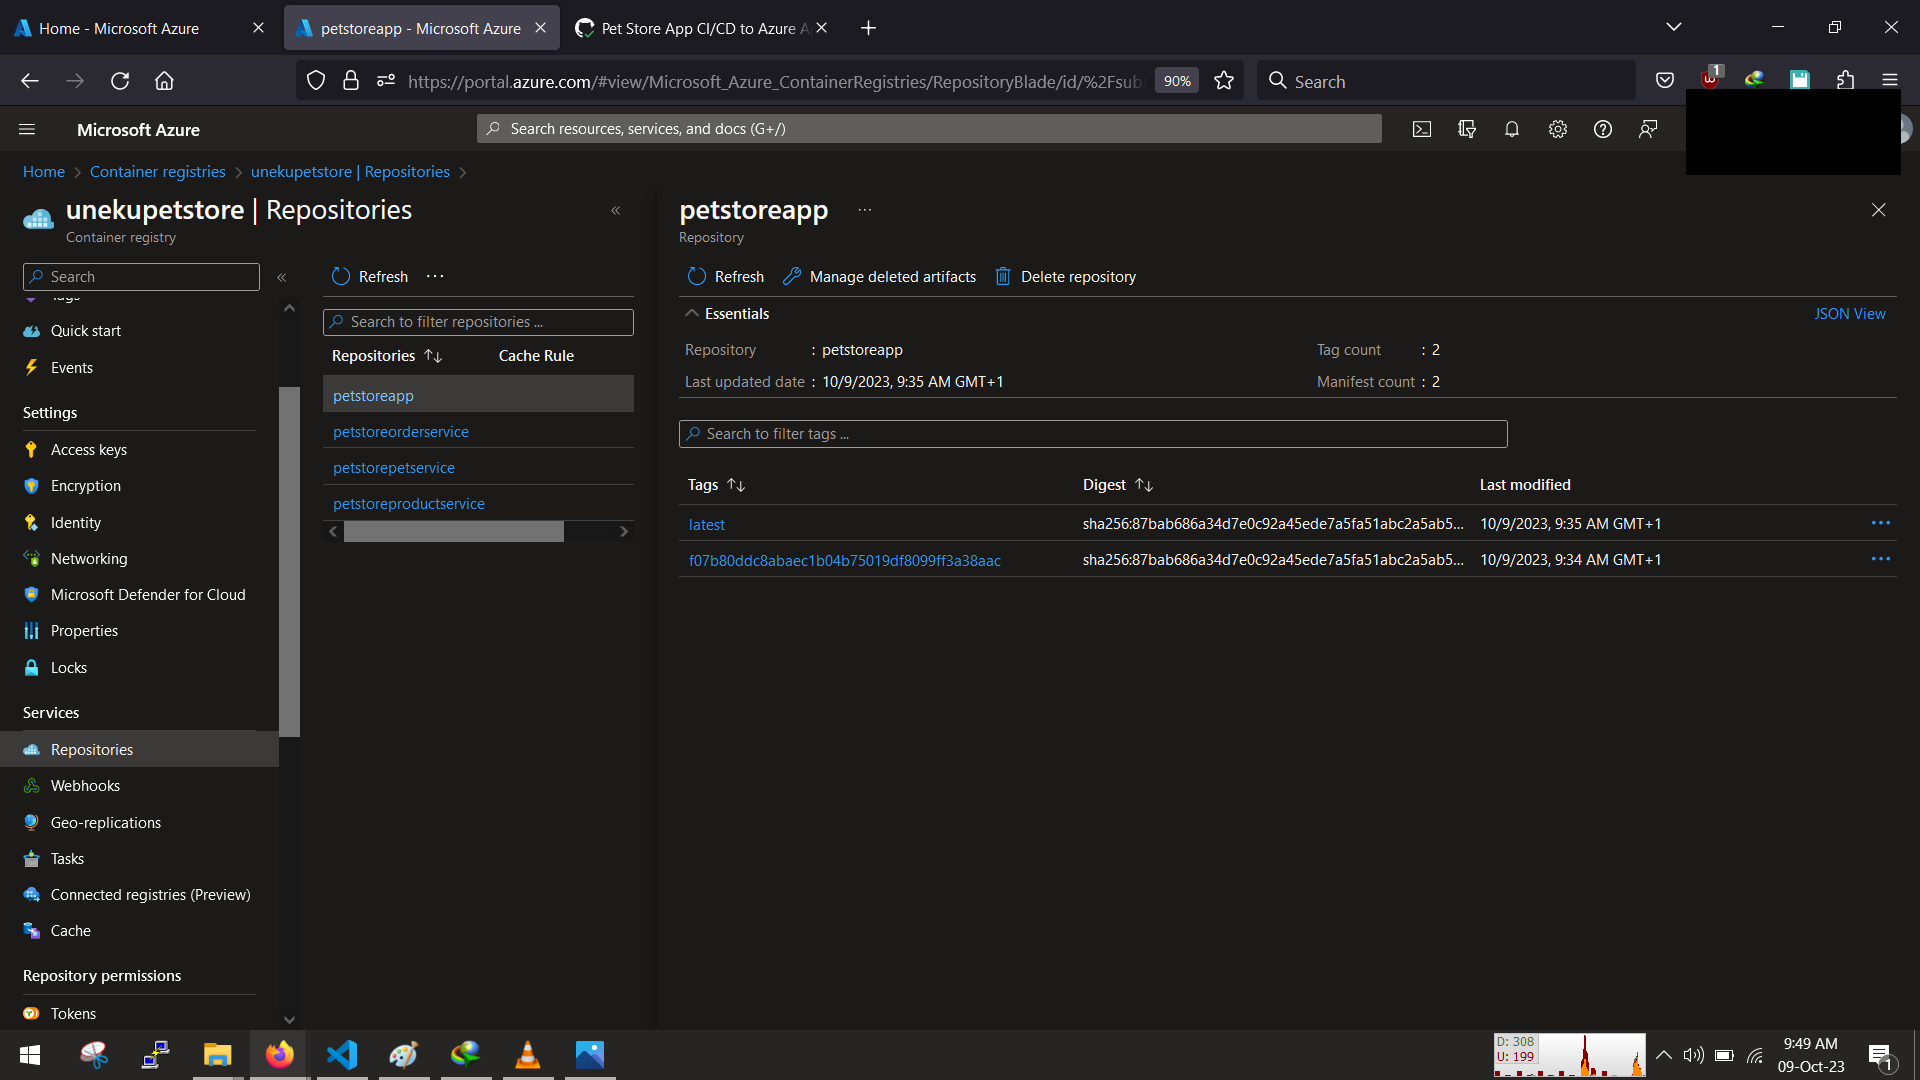 Home - Microsoft Azure
petstoreapp - Microsoft Azure
Pet Store App CI/CD to Azure A
https://portal.azure.com/#view/Microsoft_Azure_ContainerRegistries/RepositoryBlade/id/%2Fsub
90%
Search
1
Microsoft Azure
Search resources, services, and docs (G+/)
Home > Container registries > unekupetstore | Repositories >
unekupetstore | Repositories
Container registry
petstoreapp ...
Repository
Search
Tags
Quick start
Events
Settings
Access keys
Encryption
Identity
Networking
Microsoft Defender for Cloud
Properties
Locks
Services
Repositories
Webhooks
Geo-replications
Tasks
Connected registries (Preview)
Cache
Repository permissions
Tokens
Refresh ...
Search to filter repositories ...
Repositories Cache Rule
petstoreapp
petstoreorderservice
petstorepetservice
petstoreproductservice
Refresh Manage deleted artifacts Delete repository
Essentials JSON View
Repository : petstoreapp
Tag count : 2
Last updated date : 10/9/2023, 9:35 AM GMT+1
Manifest count : 2
Search to filter tags ...
Tags Digest Last modified
latest sha256:87bab686a34d7e0c92a45ede7a5fa51abc2a5ab5... 10/9/2023, 9:35 AM GMT+1 ...
f07b80ddc8abaec1b04b75019df8099ff3a38aac sha256:87bab686a34d7e0c92a45ede7a5fa51abc2a5ab5... 10/9/2023, 9:34 AM GMT+1 ...
D: 308
U: 199
9:49 AM
09-Oct-23
1